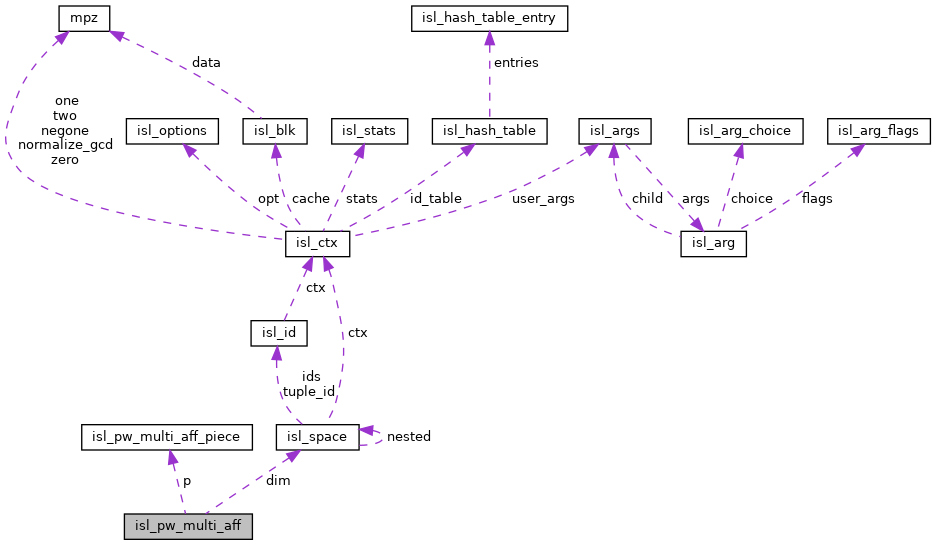 mpz
isl_hash_table_entry
data
entries
one
two
negone
normalize_gcd
zero
isl_options
isl_blk
isl_stats
isl_hash_table
isl_args
isl_arg_choice
isl_arg_flags
opt
cache
stats
id_table
user_args
child
args
choice
flags
isl_ctx
isl_arg
ctx
isl_id
ctx
ids
tuple_id
isl_pw_multi_aff_piece
isl_space
nested
p
dim
isl_pw_multi_aff